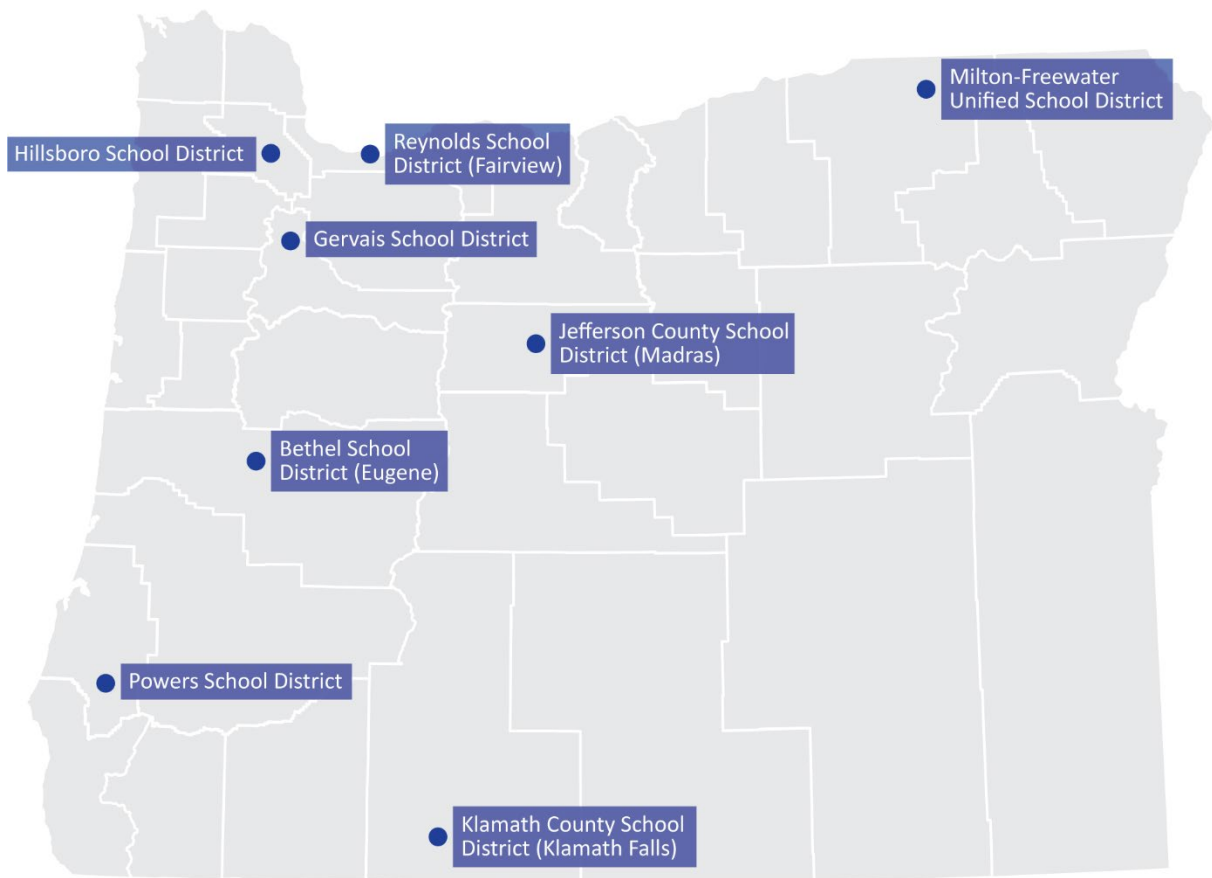 Milton-Freewater
Unified School District
Hillsboro School District
Reynolds School
District (Fairview)
Gervais School District
Jefferson County School
District (Madras)
Bethel School
District (Eugene)
Powers School District
Klamath County School
District (Klamath Falls)